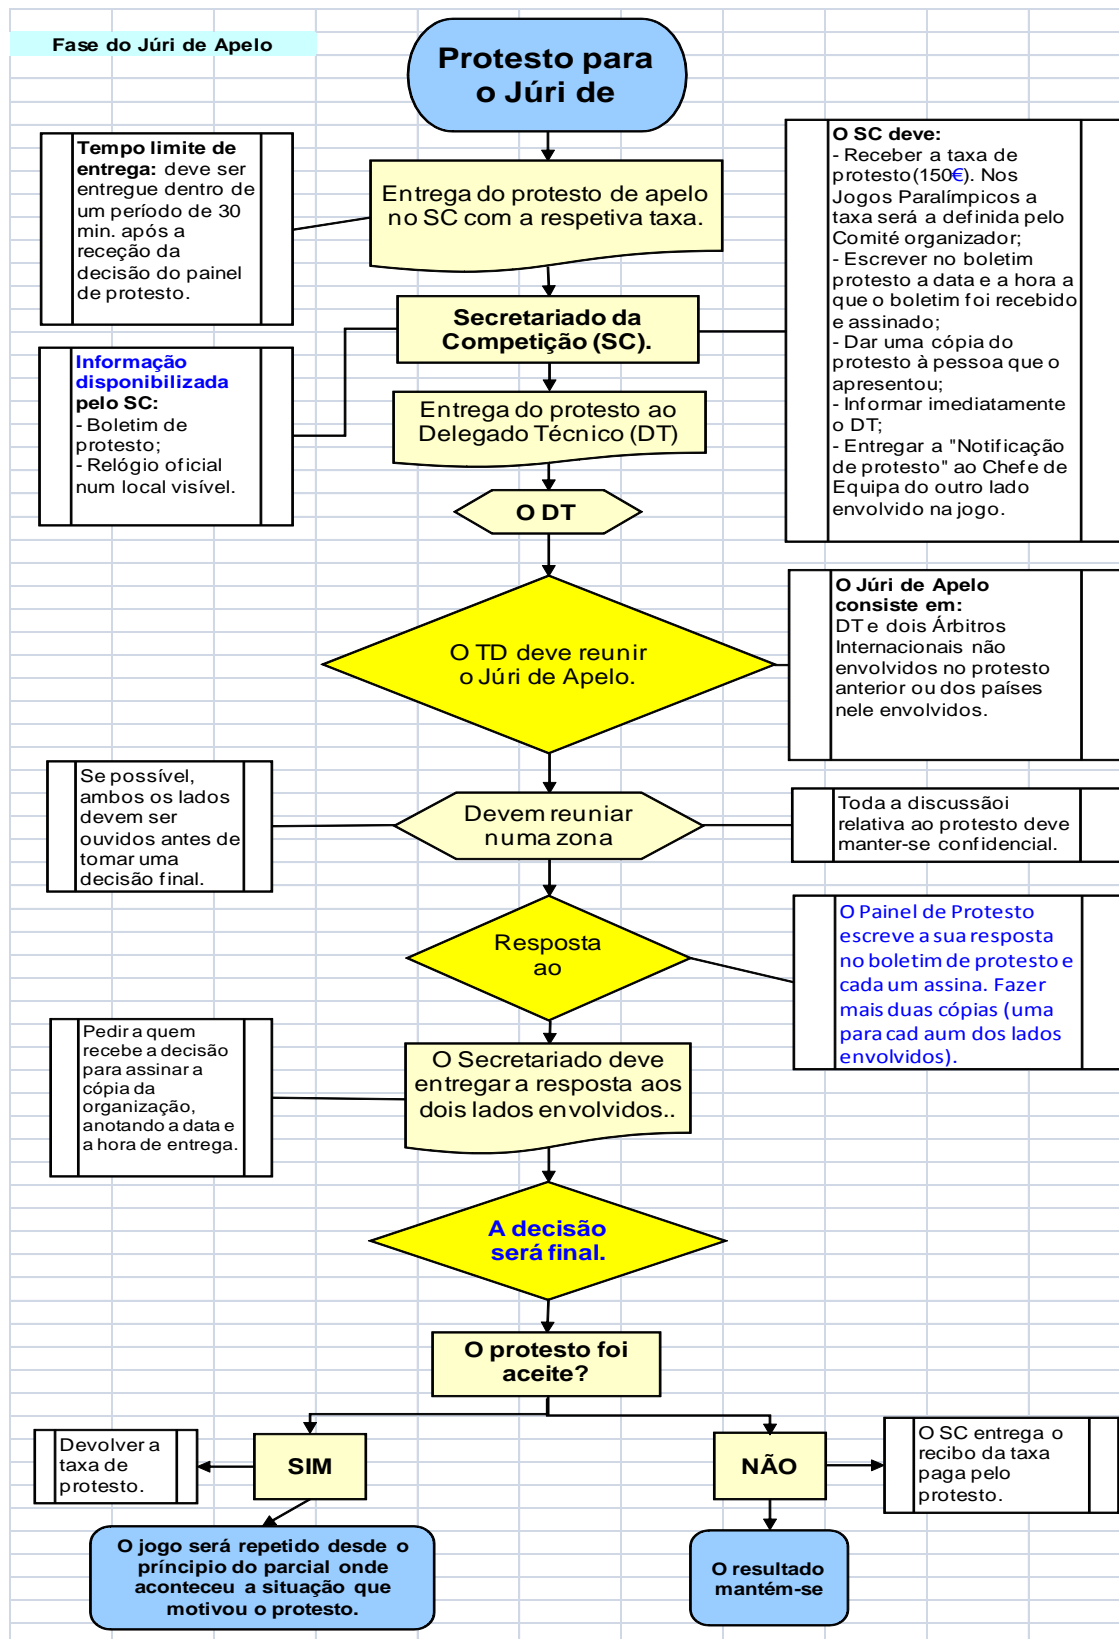 Fase do Júri de Apelo
Protesto para
o Júri de
Tempo limite de
entrega: deve ser
entregue dentro de
um período de 30
min. após a
receção da
decisão do painel
de protesto.
Entrega do protesto de apelo
no SC com a respetiva taxa.
O SC deve:
- Receber a taxa de
protesto(150€). Nos
Jogos Paralímpicos a
taxa será a definida pelo
Comité organizador;
- Escrever no boletim
protesto a data e a hora a
que o boletim foi recebido
e assinado;
- Dar uma cópia do
protesto à pessoa que o
apresentou;
- Informar imediatamente
o DT;
- Entregar a "Notificação
de protesto" ao Chefe de
Equipa do outro lado
envolvido na jogo.
Secretariado da
Competição (SC).
Informação
disponibilizada
pelo SC:
- Boletim de
protesto;
- Relógio oficial
num local visível.
Entrega do protesto ao
Delegado Técnico (DT)
O DT
O TD deve reunir
o Júri de Apelo.
O Júri de Apelo
consiste em:
DT e dois Árbitros
Internacionais não
envolvidos no protesto
anterior ou dos países
nele envolvidos.
Se possível,
ambos os lados
devem ser
ouvidos antes de
tomar uma
decisão final.
Devem reuniar
numa zona
Toda a discussãoi
relativa ao protesto deve
manter-se confidencial.
Resposta
ao
O Painel de Protesto
escreve a sua resposta
no boletim de protesto e
cada um assina. Fazer
mais duas cópias (uma
para cad aum dos lados
envolvidos).
Pedir a quem
recebe a decisão
para assinar a
cópia da
organização,
anotando a data e
a hora de entrega.
O Secretariado deve
entregar a resposta aos
dois lados envolvidos..
A decisão
será final.
O protesto foi
aceite?
Devolver a
taxa de
protesto.
SIM
NÃO
O SC entrega o
recibo da taxa
paga pelo
protesto.
O jogo será repetido desde o
príncipio do parcial onde
aconteceu a situação que
motivou o protesto.
O resultado
mantém-se